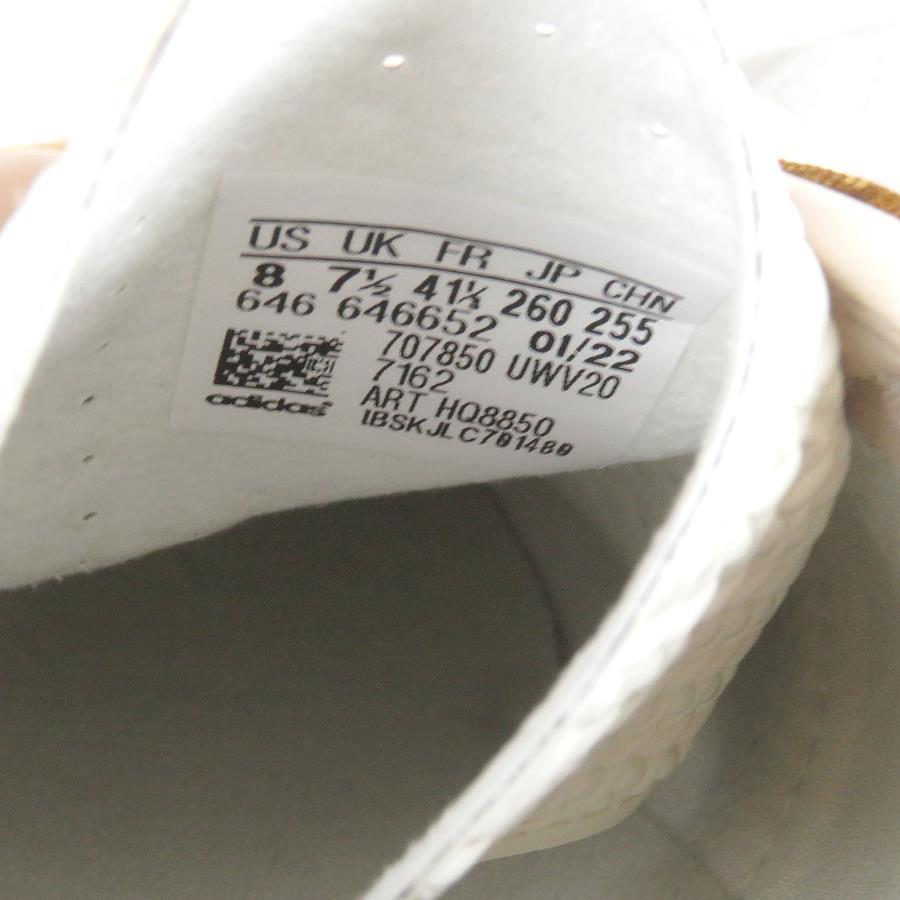 US UK FR JP CHN
8 7½ 41⅓ 260 255
646 646652 01/22
707850 UWV20
7162
ART HQ8850
IBSKJLC701480
adidas